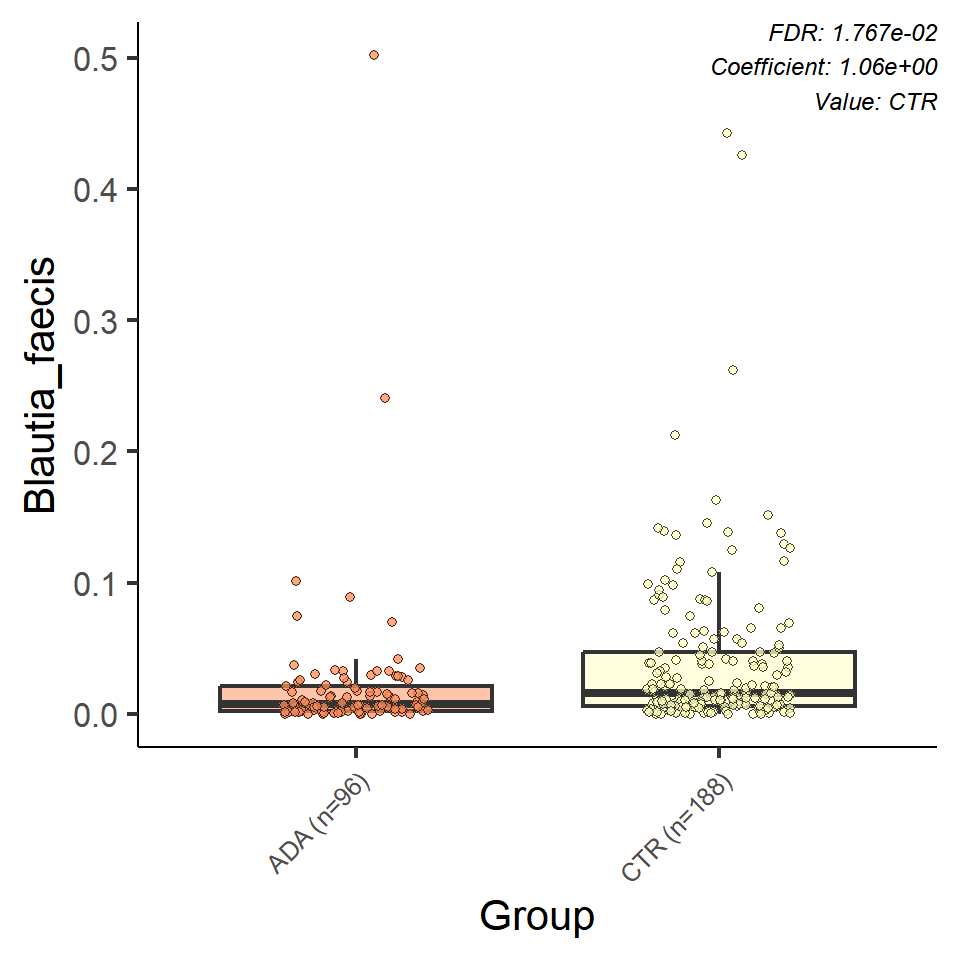 FDR: 1.767e-02
Coefficient: 1.06e+00
Value: CTR
0.5
0.4
0.3
0.2
0.1
0.0
Blautia_faecis
ADA (n=96)
CTR (n=188)
Group